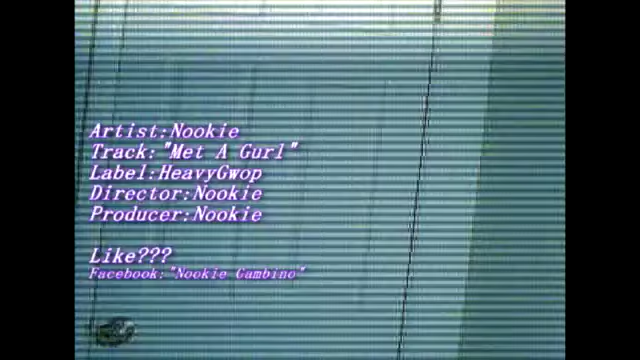 Artist:Nookie
Track:"Met A Gurl"
Label:HeavyGwop
Director:Nookie
Producer:Nookie
Like???
Facebook:"Nookie Gambino"